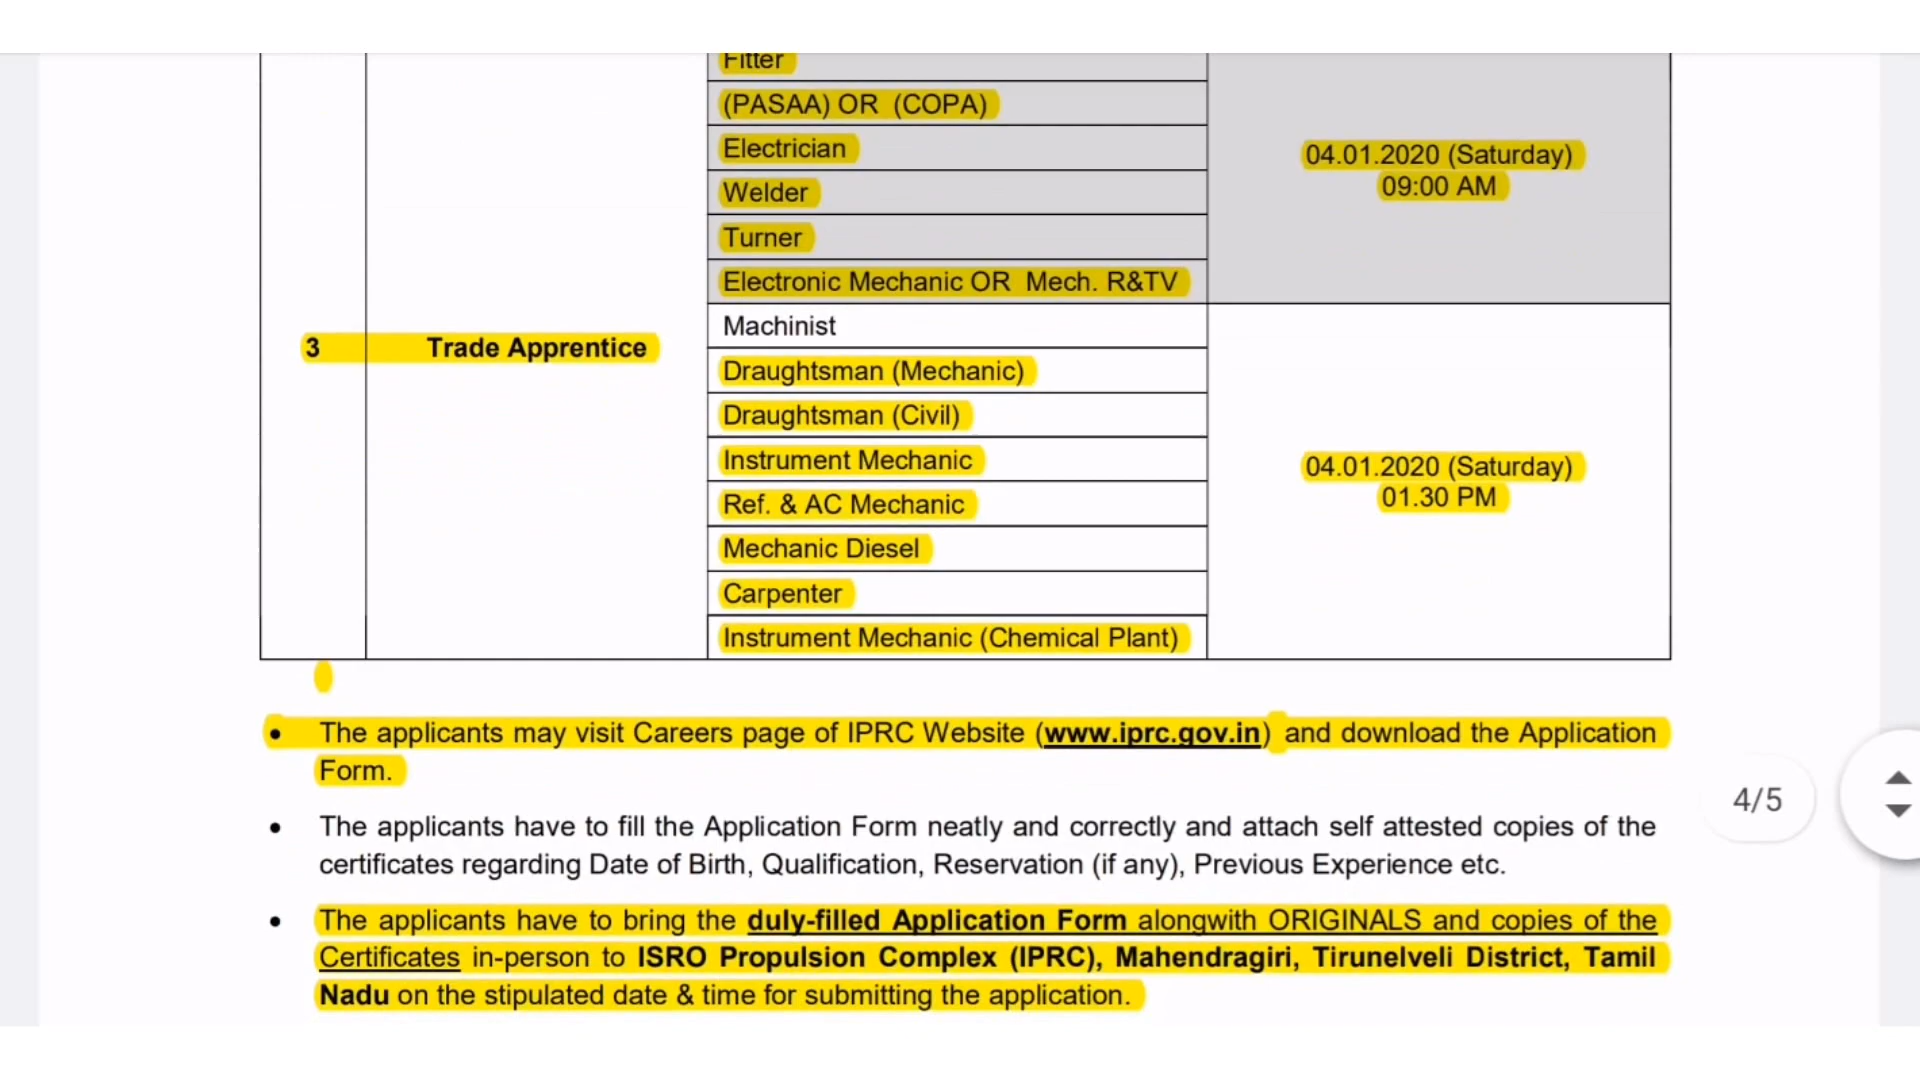 Fitter
(PASAA) OR (COPA)
Electrician
Welder
Turner
Electronic Mechanic OR Mech. R&TV
04.01.2020 (Saturday)
09:00 AM
3 Trade Apprentice
Machinist
Draughtsman (Mechanic)
Draughtsman (Civil)
Instrument Mechanic
Ref. & AC Mechanic
Mechanic Diesel
Carpenter
Instrument Mechanic (Chemical Plant)
04.01.2020 (Saturday)
01.30 PM
• The applicants may visit Careers page of IPRC Website (www.iprc.gov.in) and download the Application
Form.
• The applicants have to fill the Application Form neatly and correctly and attach self attested copies of the
certificates regarding Date of Birth, Qualification, Reservation (if any), Previous Experience etc.
• The applicants have to bring the duly-filled Application Form alongwith ORIGINALS and copies of the
Certificates in-person to ISRO Propulsion Complex (IPRC), Mahendragiri, Tirunelveli District, Tamil
Nadu on the stipulated date & time for submitting the application.
4/5